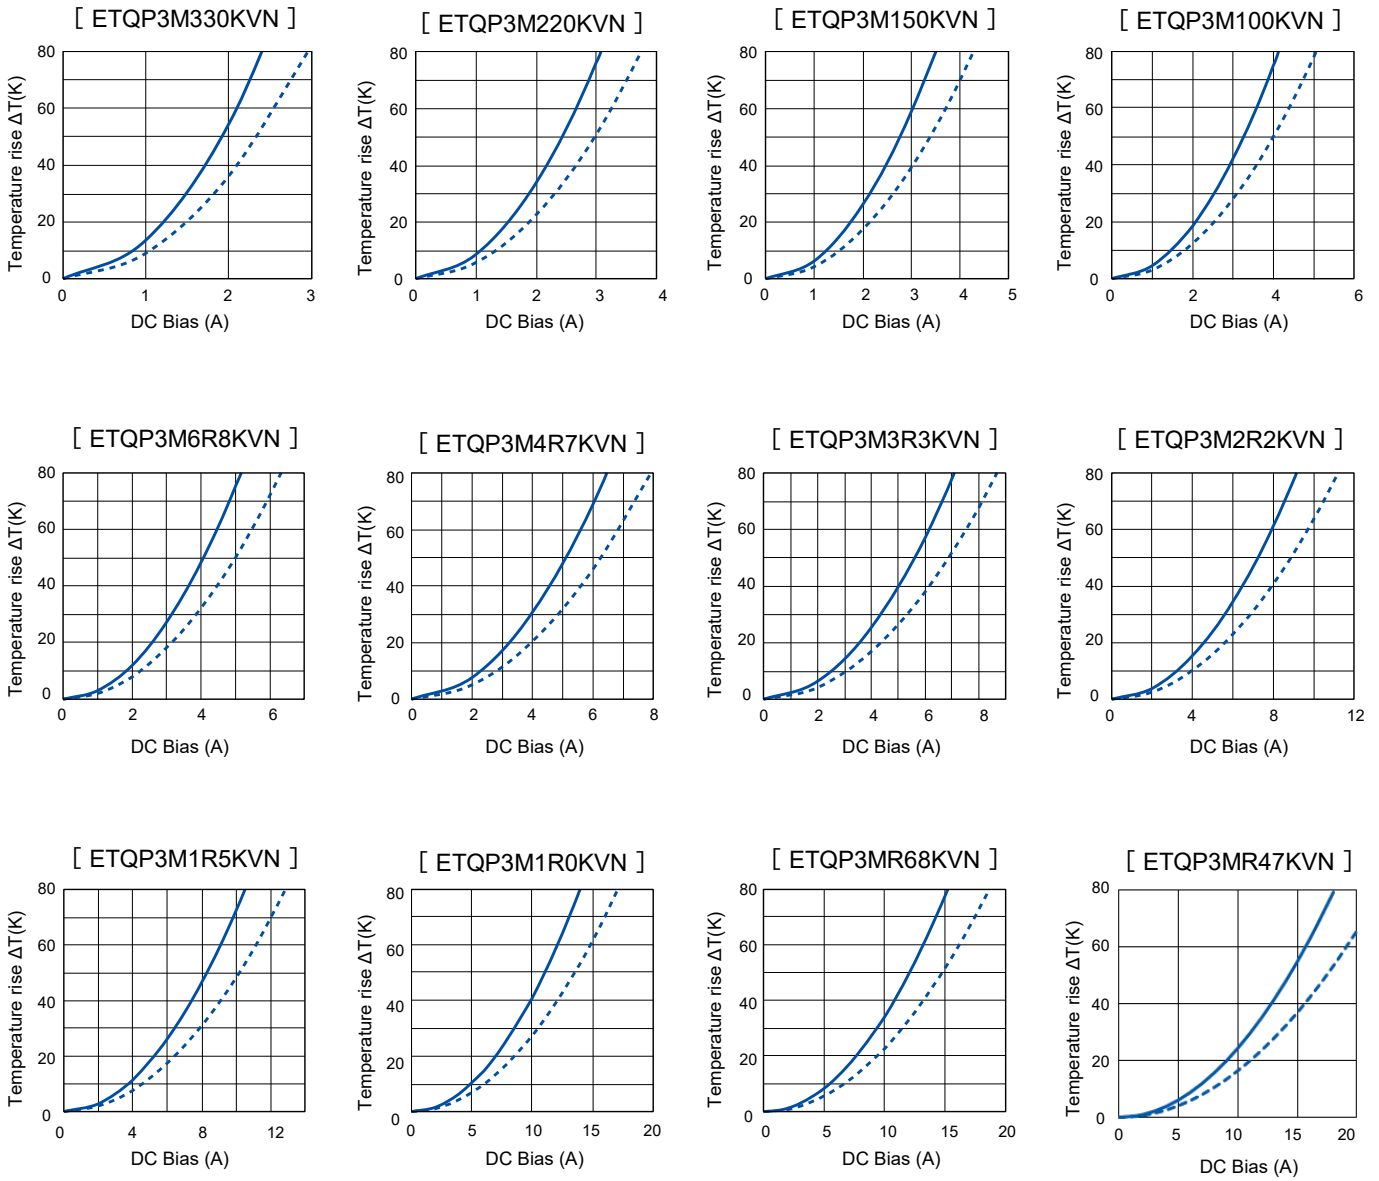 [ ETQP3M330KVN ]
Temperature rise ΔT(K)
80
60
40
20
0
0 1 2 3
DC Bias (A)
[ ETQP3M220KVN ]
Temperature rise ΔT(K)
80
60
40
20
0
0 1 2 3 4
DC Bias (A)
[ ETQP3M150KVN ]
Temperature rise ΔT(K)
80
60
40
20
0
0 1 2 3 4 5
DC Bias (A)
[ ETQP3M100KVN ]
Temperature rise ΔT(K)
80
60
40
20
0
0 2 4 6
DC Bias (A)
[ ETQP3M6R8KVN ]
Temperature rise ΔT(K)
80
60
40
20
0
0 2 4 6
DC Bias (A)
[ ETQP3M4R7KVN ]
Temperature rise ΔT(K)
80
60
40
20
0
0 2 4 6 8
DC Bias (A)
[ ETQP3M3R3KVN ]
Temperature rise ΔT(K)
80
60
40
20
0
0 2 4 6 8
DC Bias (A)
[ ETQP3M2R2KVN ]
Temperature rise ΔT(K)
80
60
40
20
0
0 4 8 12
DC Bias (A)
[ ETQP3M1R5KVN ]
Temperature rise ΔT(K)
80
60
40
20
0
0 4 8 12
DC Bias (A)
[ ETQP3M1R0KVN ]
Temperature rise ΔT(K)
80
60
40
20
0
0 5 10 15 20
DC Bias (A)
[ ETQP3MR68KVN ]
Temperature rise ΔT(K)
80
60
40
20
0
0 5 10 15 20
DC Bias (A)
[ ETQP3MR47KVN ]
Temperature rise ΔT(K)
80
60
40
20
0
0 5 10 15 20
DC Bias (A)